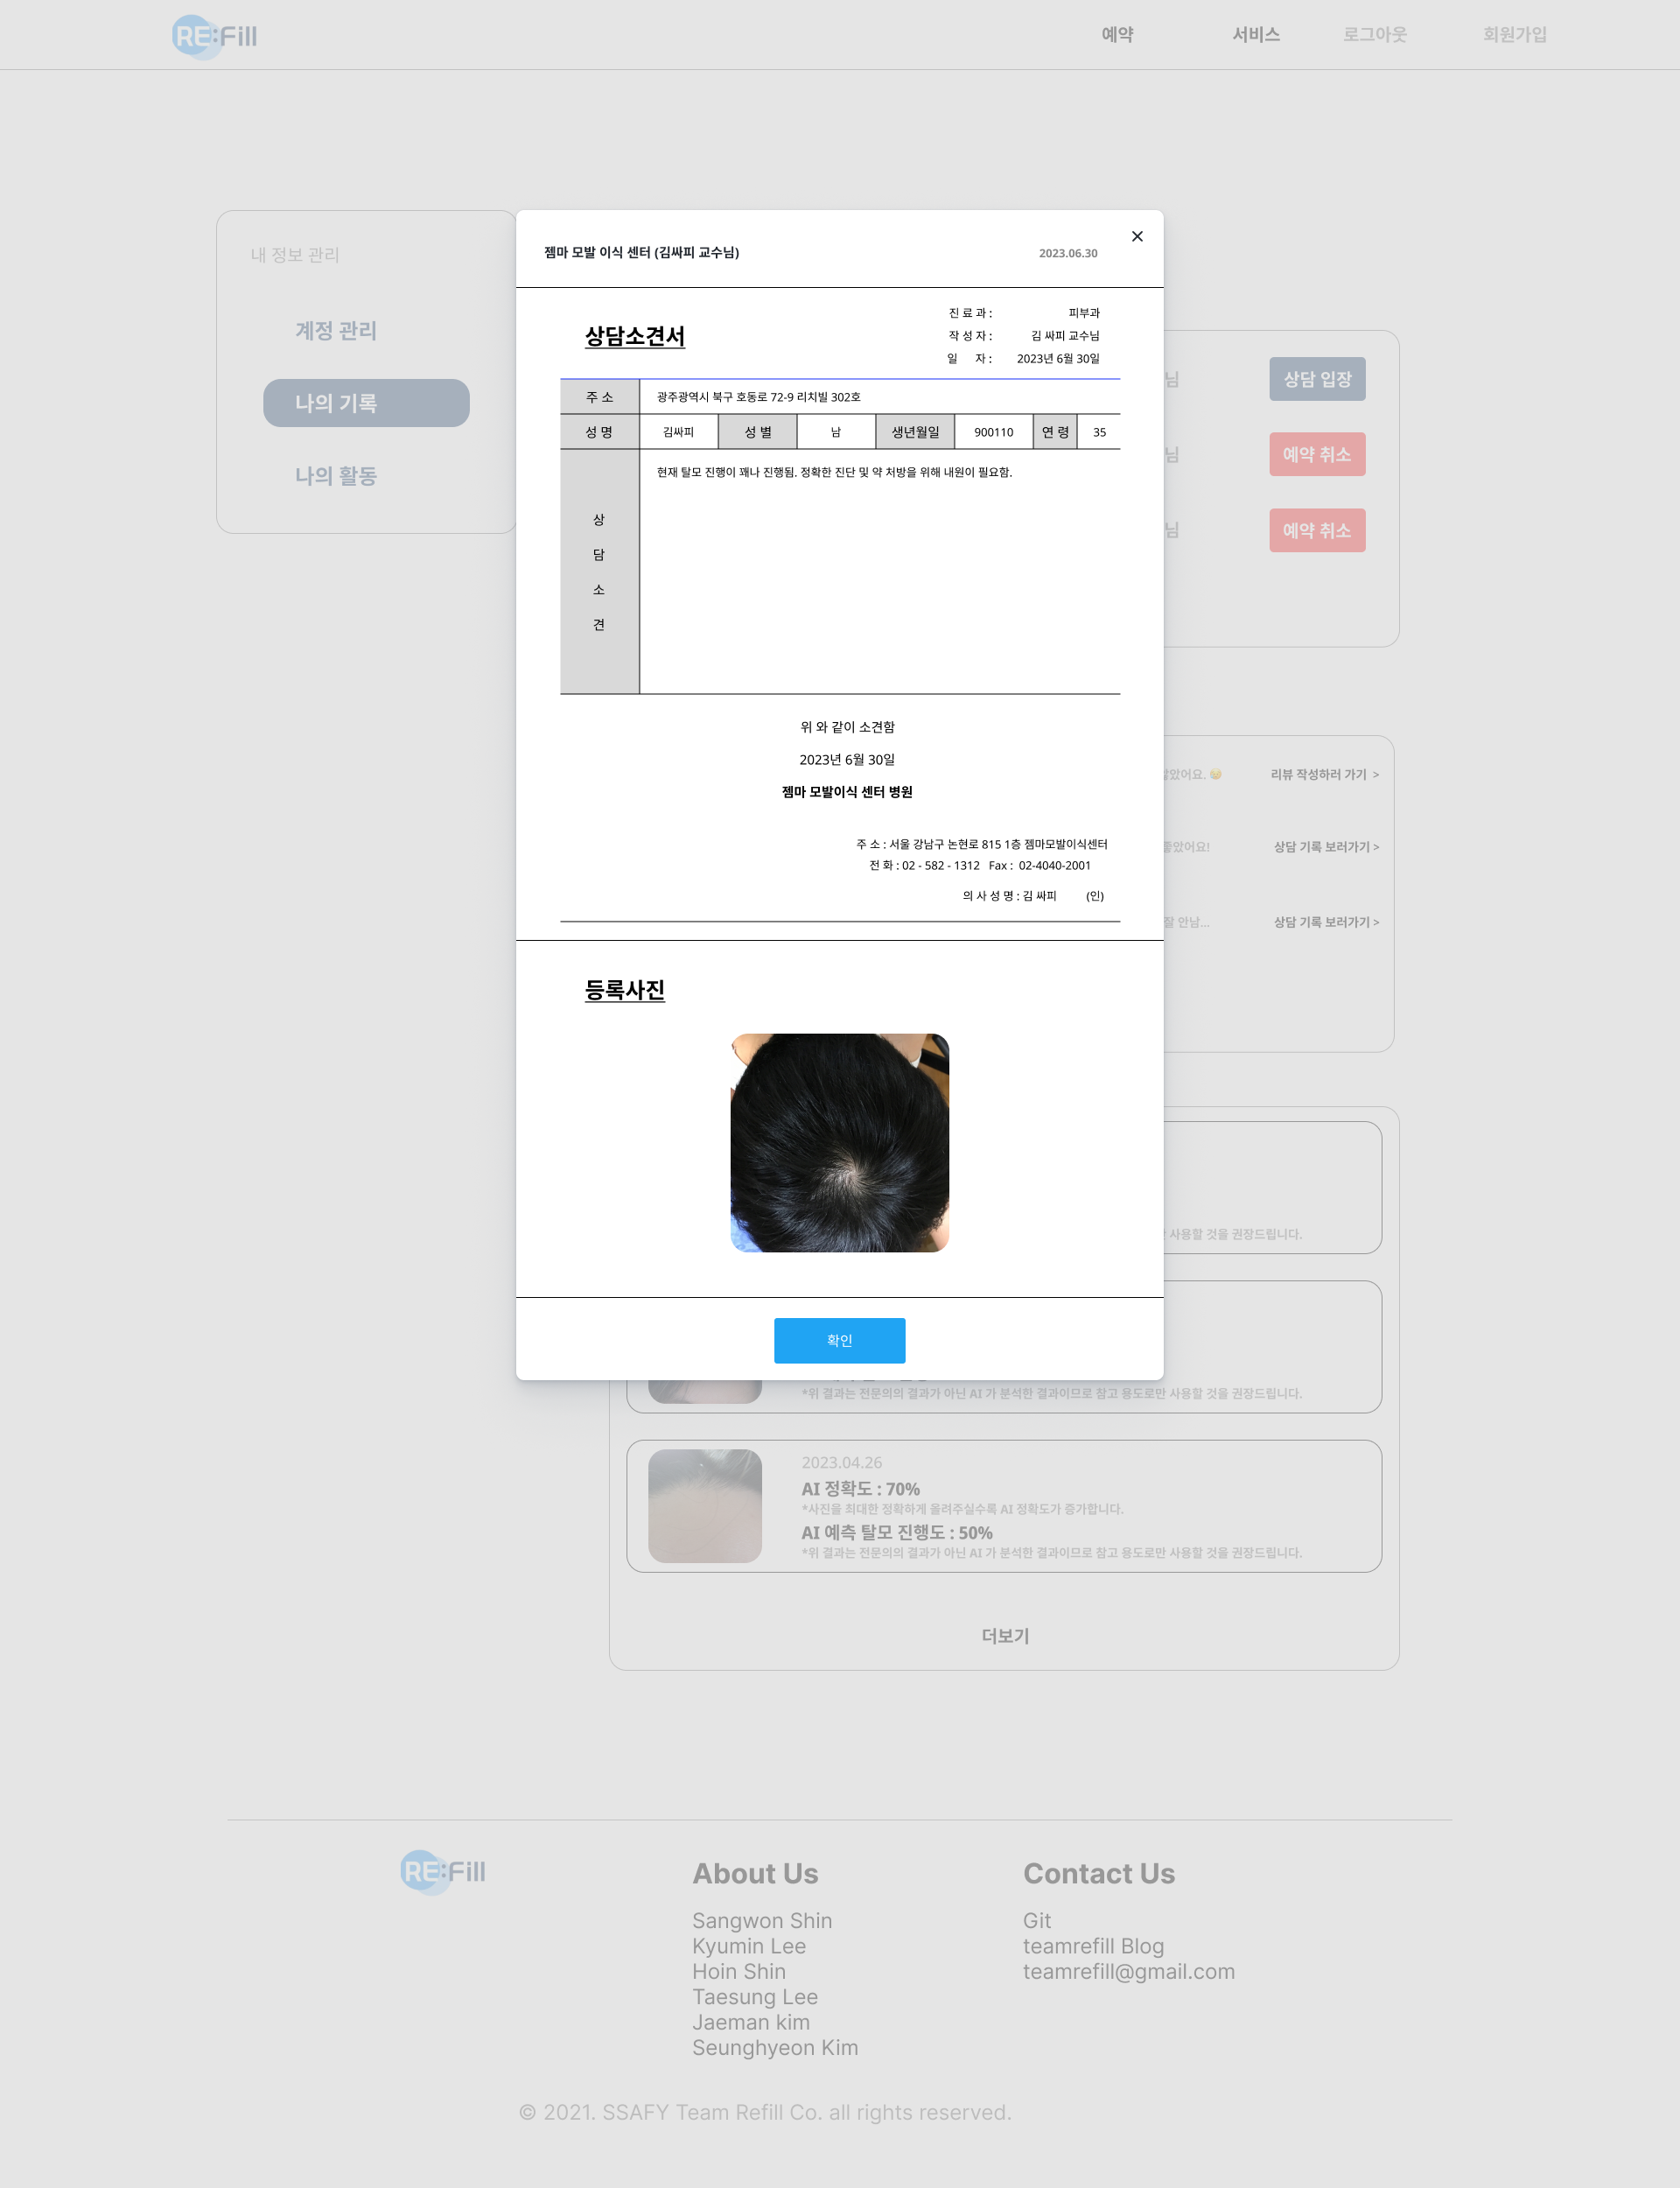 RE:Fill
예약 서비스 로그아웃 회원가입
내 정보 관리
계정 관리
나의 기록
나의 활동
젬마 모발 이식 센터 (김싸피 교수님)
2023.06.30
상담소견서
진 료 과 : 피부과
작 성 자 : 김 싸피 교수님
일 자 : 2023년 6월 30일
주 소 광주광역시 북구 호동로 72-9 리치빌 302호
성 명 김싸피 성 별 남 생년월일 900110 연 령 35
상
담
소
견
현재 탈모 진행이 꽤나 진행됨. 정확한 진단 및 약 처방을 위해 내원이 필요함.
위 와 같이 소견함
2023년 6월 30일
젬마 모발이식 센터 병원
주 소 : 서울 강남구 논현로 815 1층 젬마모발이식센터
전 화 : 02 - 582 - 1312 Fax : 02-4040-2001
의 사 성 명 : 김 싸피 (인)
등록사진
확인
님 상담 입장
님 예약 취소
님 예약 취소
았어요. 리뷰 작성하러 가기 >
좋았어요! 상담 기록 보러가기 >
잘 안남... 상담 기록 보러가기 >
사용할 것을 권장드립니다.
*위 결과는 전문의의 결과가 아닌 AI 가 분석한 결과이므로 참고 용도로만 사용할 것을 권장드립니다.
2023.04.26
AI 정확도 : 70%
*사진을 최대한 정확하게 올려주실수록 AI 정확도가 증가합니다.
AI 예측 탈모 진행도 : 50%
*위 결과는 전문의의 결과가 아닌 AI 가 분석한 결과이므로 참고 용도로만 사용할 것을 권장드립니다.
더보기
RE:Fill
About Us
Sangwon Shin
Kyumin Lee
Hoin Shin
Taesung Lee
Jaeman kim
Seunghyeon Kim
Contact Us
Git
teamrefill Blog
teamrefill@gmail.com
© 2021. SSAFY Team Refill Co. all rights reserved.